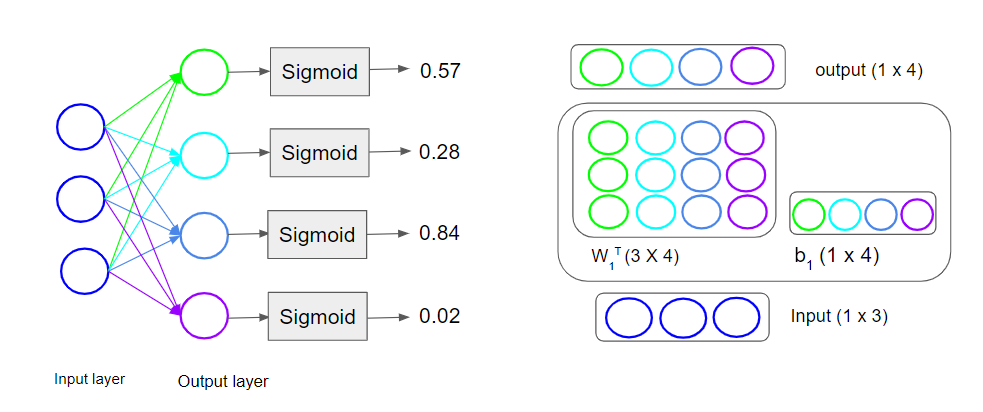 Sigmoid
0.57
Sigmoid
0.28
Sigmoid
0.84
Sigmoid
0.02
Input layer
Output layer
output (1 x 4)
W₁ᵀ (3 X 4)
b₁ (1 x 4)
Input (1 x 3)